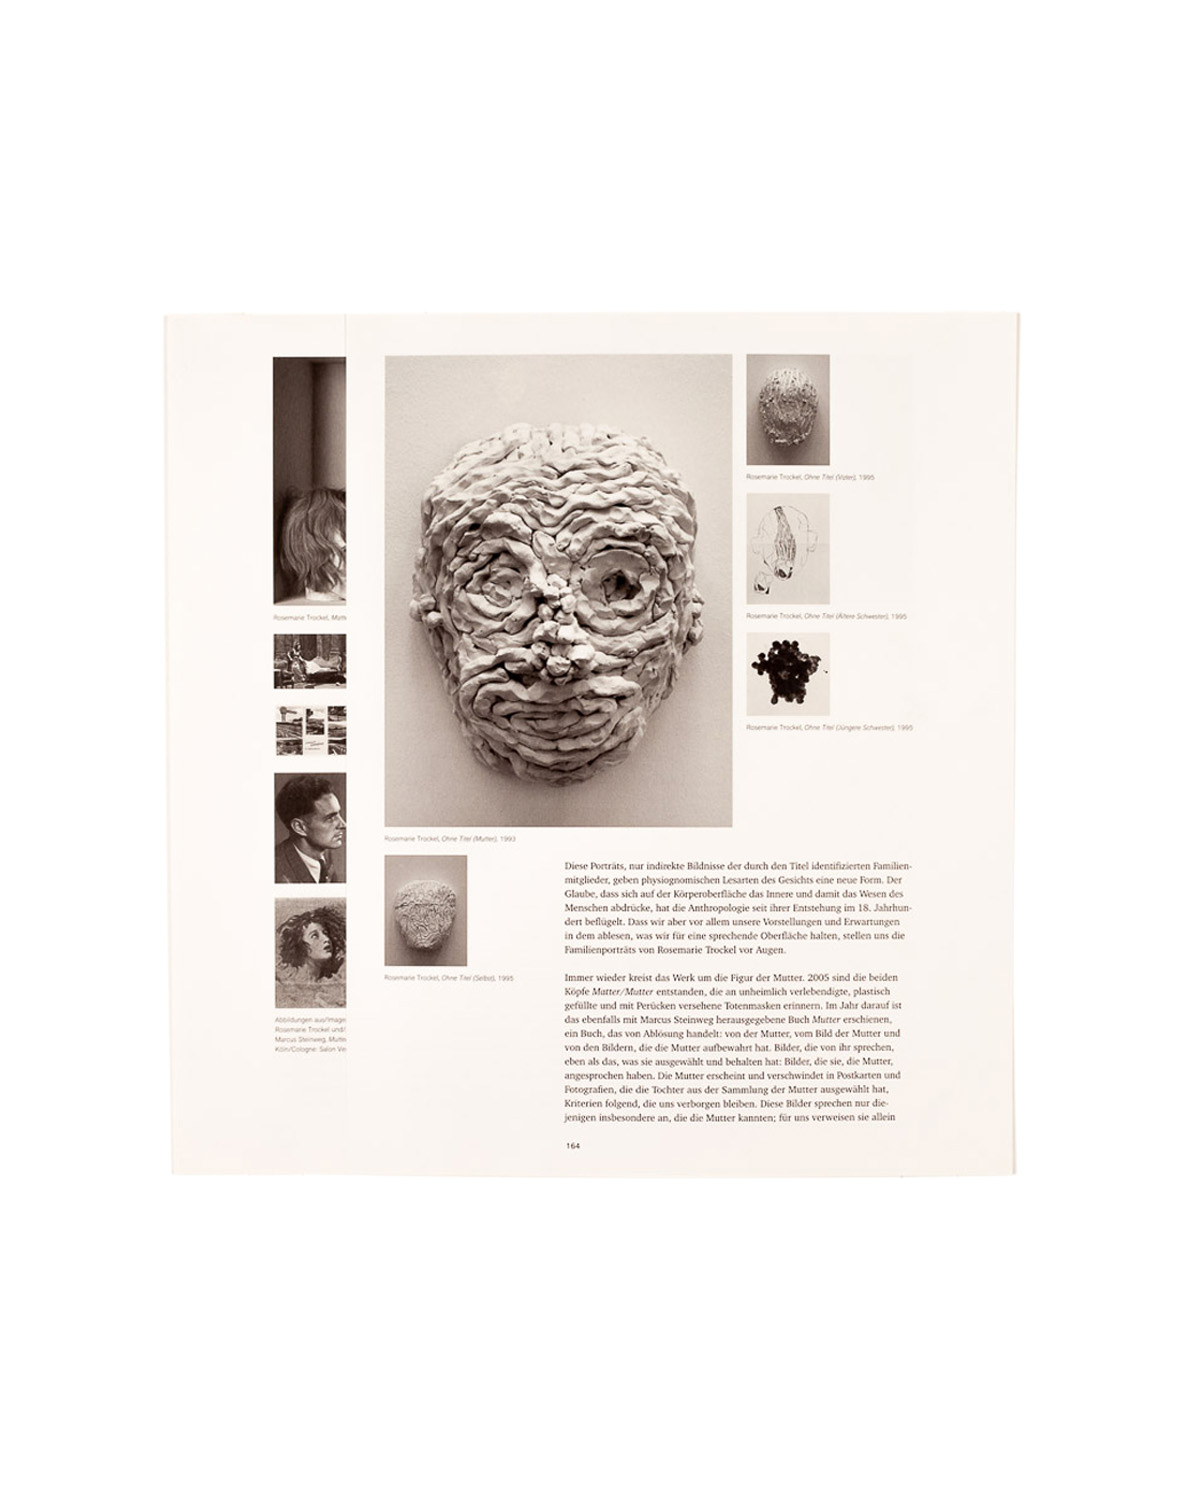 Rosemarie Trockel, Mutte
Abbildungen aus/Image
Rosemarie Trockel und/
Marcus Steinweg, Mutte
Köln/Cologne: Salon Ve
Rosemarie Trockel, Ohne Titel (Mutter), 1993
Rosemarie Trockel, Ohne Titel (Selbst), 1995
Rosemarie Trockel, Ohne Titel (Vater), 1995
Rosemarie Trockel, Ohne Titel (Ältere Schwester), 1995
Rosemarie Trockel, Ohne Titel (Jüngere Schwester), 1995
Diese Porträts, nur indirekte Bildnisse der durch den Titel identifizierten Familien-
mitglieder, geben physiognomischen Lesarten des Gesichts eine neue Form. Der
Glaube, dass sich auf der Körperoberfläche das Innere und damit das Wesen des
Menschen abdrücke, hat die Anthropologie seit ihrer Entstehung im 18. Jahrhun-
dert beflügelt. Dass wir aber vor allem unsere Vorstellungen und Erwartungen
in dem ablesen, was wir für eine sprechende Oberfläche halten, stellen uns die
Familienporträts von Rosemarie Trockel vor Augen.
Immer wieder kreist das Werk um die Figur der Mutter. 2005 sind die beiden
Köpfe Matter/Mutter entstanden, die an unheimlich verlebendigte, plastisch
gefüllte und mit Perücken versehene Totenmasken erinnern. Im Jahr darauf ist
das ebenfalls mit Marcus Steinweg herausgegebene Buch Mutter erschienen,
ein Buch, das von Ablösung handelt: von der Mutter, vom Bild der Mutter und
von den Bildern, die die Mutter aufbewahrt hat. Bilder, die von ihr sprechen,
eben als das, was sie ausgewählt und behalten hat: Bilder, die sie, die Mutter,
angesprochen haben. Die Mutter erscheint und verschwindet in Postkarten und
Fotografien, die die Tochter aus der Sammlung der Mutter ausgewählt hat,
Kriterien folgend, die uns verborgen bleiben. Diese Bilder sprechen nur die-
jenigen insbesondere an, die die Mutter kannten; für uns verweisen sie allein
164